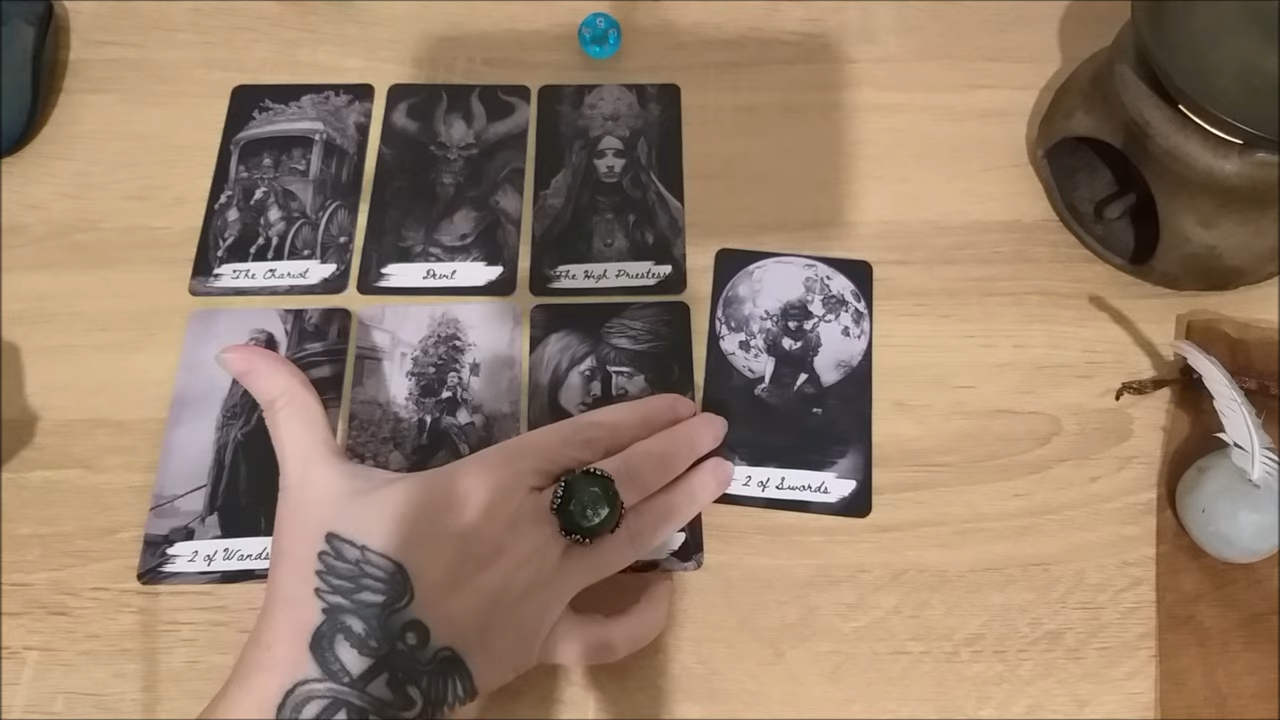 The Chariot
Devil
The High Priestess
2 of Swords
2 of Wands